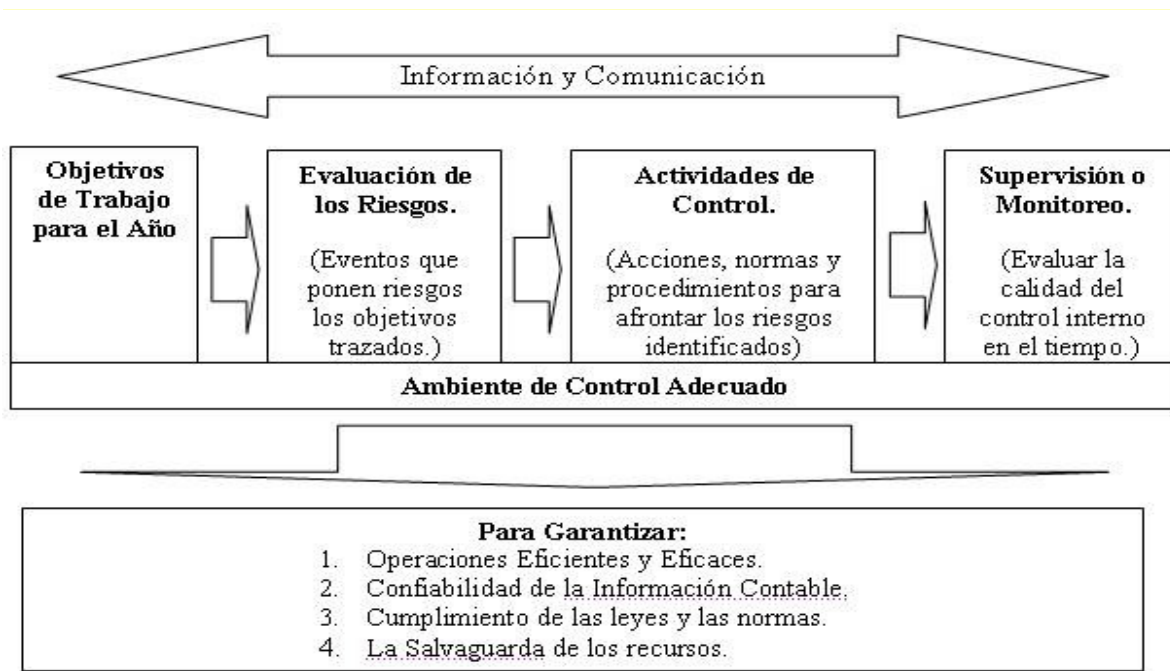 Información y Comunicación
Objetivos
de Trabajo
para el Año
Evaluación de
los Riesgos.
(Eventos que
ponen riesgos
los objetivos
trazados.)
Actividades de
Control.
(Acciones, normas y
procedimientos para
afrontar los riesgos
identificados)
Supervisión o
Monitoreo.
(Evaluar la
calidad del
control interno
en el tiempo.)
Ambiente de Control Adecuado
Para Garantizar:
1. Operaciones Eficientes y Eficaces.
2. Confiabilidad de la Información Contable.
3. Cumplimiento de las leyes y las normas.
4. La Salvaguarda de los recursos.